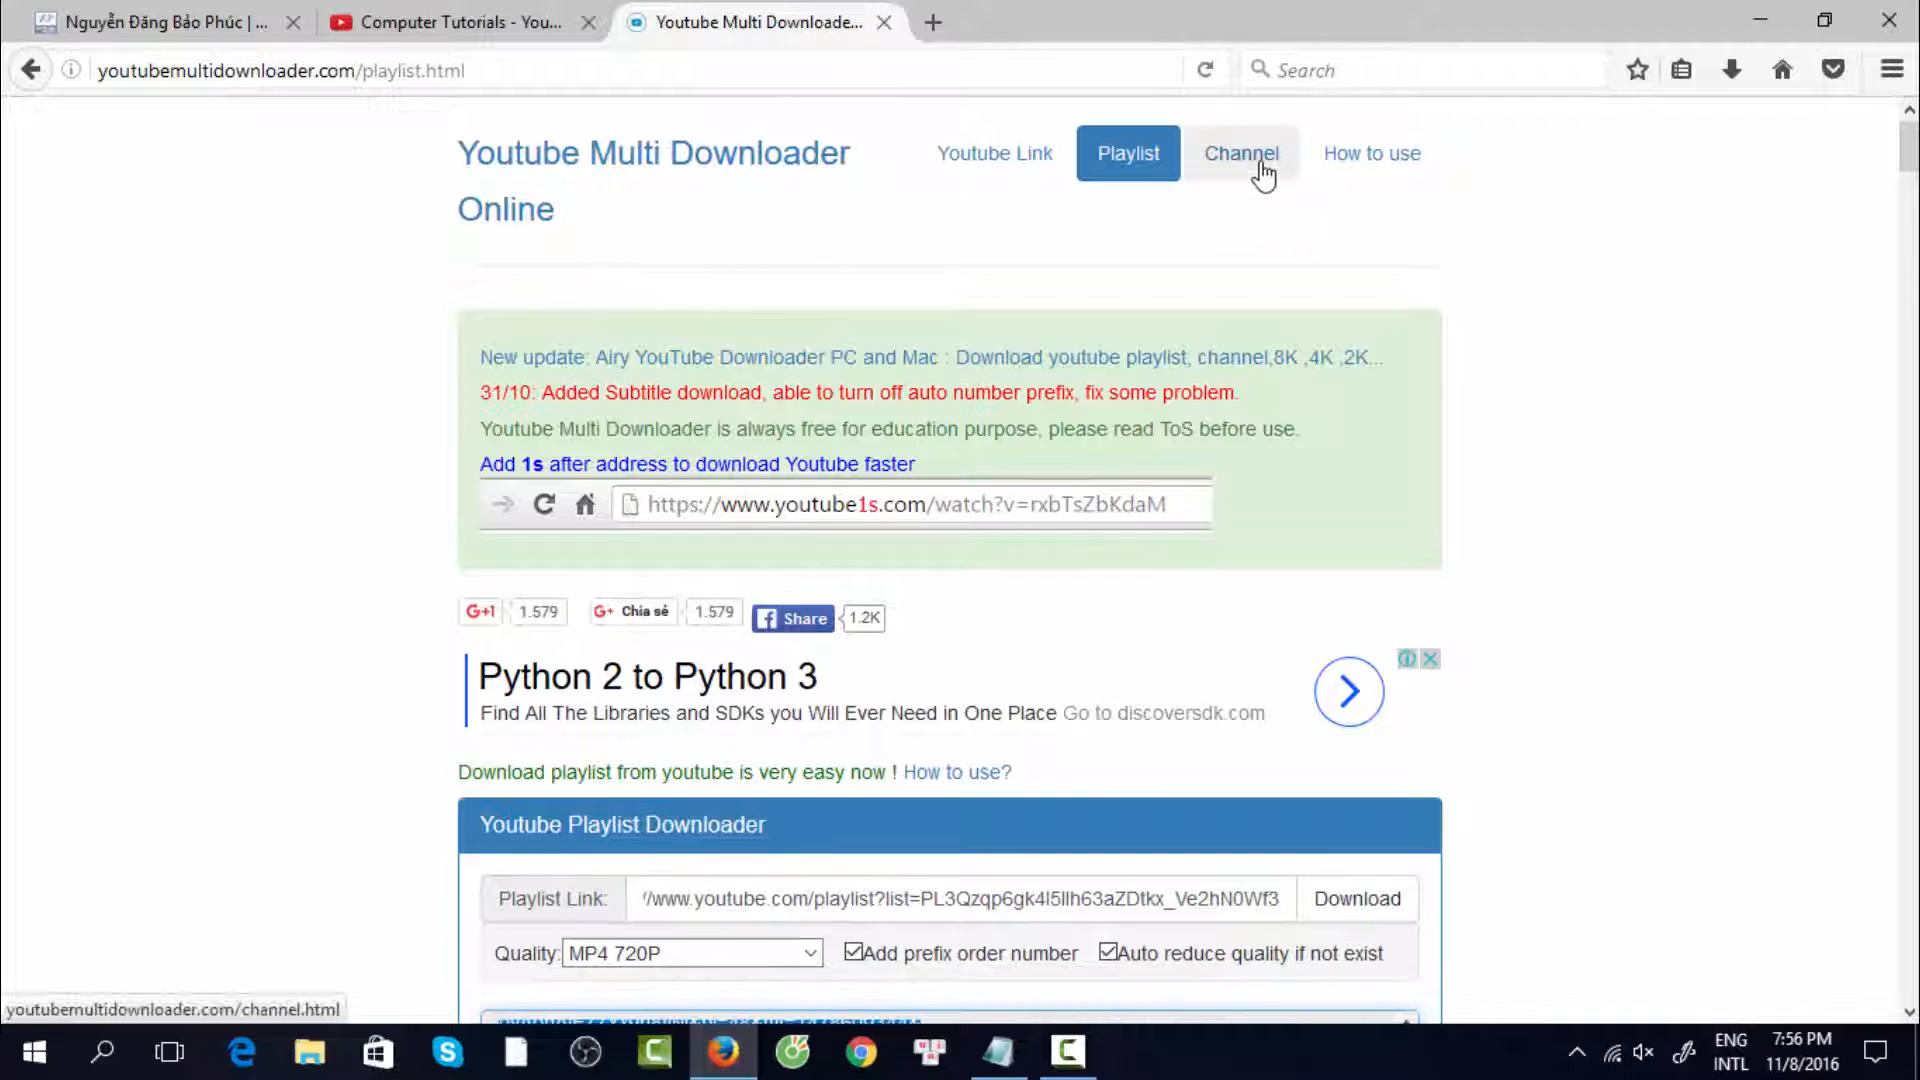 Nguyễn Đăng Bảo Phúc | ...
Computer Tutorials - You...
Youtube Multi Downloade...
youtubemultidownloader.com/playlist.html
Search
Youtube Multi Downloader
Online
Youtube Link
Playlist
Channel
How to use
New update: Airy YouTube Downloader PC and Mac : Download youtube playlist, channel,8K ,4K ,2K...
31/10: Added Subtitle download, able to turn off auto number prefix, fix some problem.
Youtube Multi Downloader is always free for education purpose, please read ToS before use.
Add 1s after address to download Youtube faster
https://www.youtube1s.com/watch?v=rxbTsZbKdaM
G+1 1.579
G+ Chia sẻ 1.579
Share 1.2K
Python 2 to Python 3
Find All The Libraries and SDKs you Will Ever Need in One Place Go to discoversdk.com
Download playlist from youtube is very easy now ! How to use?
Youtube Playlist Downloader
Playlist Link: //www.youtube.com/playlist?list=PL3Qzqp6gk4l5llh63aZDtkx_Ve2hN0Wf3 Download
Quality: MP4 720P Add prefix order number Auto reduce quality if not exist
youtubemultidownloader.com/channel.html
ENG 7:56 PM
INTL 11/8/2016